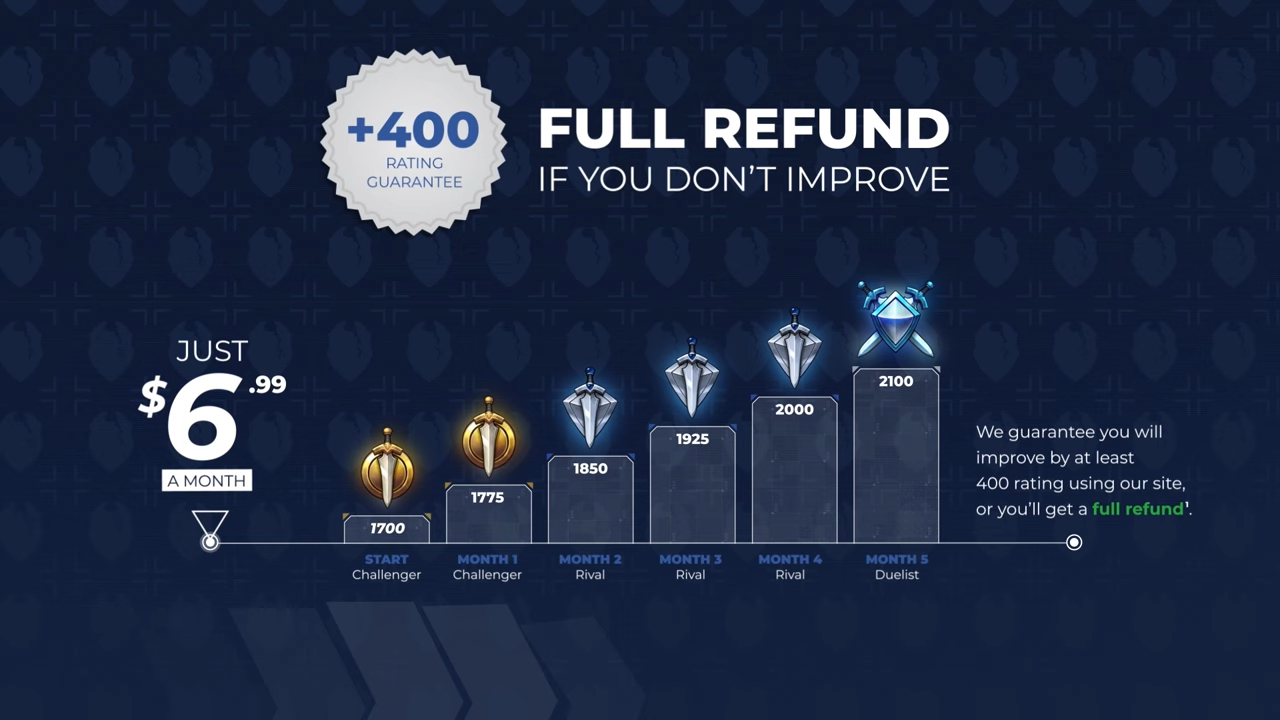 +400
RATING
GUARANTEE
FULL REFUND
IF YOU DON'T IMPROVE
JUST
$6.99
A MONTH
1700
1775
1850
1925
2000
2100
START
Challenger
MONTH 1
Challenger
MONTH 2
Rival
MONTH 3
Rival
MONTH 4
Rival
MONTH 5
Duelist
We guarantee you will
improve by at least
400 rating using our site,
or you'll get a full refund¹.